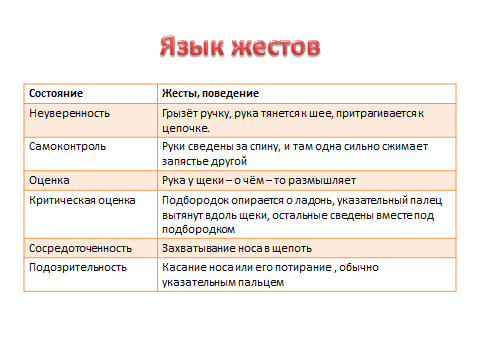 Язык жестов
Состояние Жесты, поведение
Неуверенность Грызёт ручку, рука тянется к шее, притрагивается к
цепочке.
Самоконтроль Руки сведены за спину, и там одна сильно сжимает
запястье другой
Оценка Рука у щеки – о чём – то размышляет
Критическая оценка Подбородок опирается о ладонь, указательный палец
вытянут вдоль щеки, остальные сведены вместе под
подбородком
Сосредоточенность Захватывание носа в щепоть
Подозрительность Касание носа или его потирание , обычно
указательным пальцем